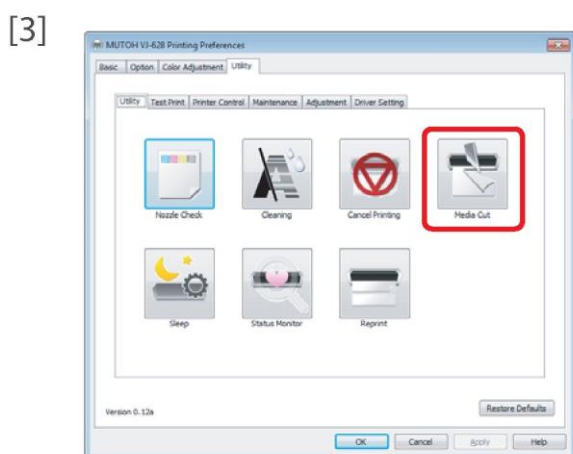 [3]
MUTOH VJ-628 Printing Preferences
Basic Option Color Adjustment Utility
Utility Test Print Printer Control Maintenance Adjustment Driver Setting
Nozzle Check Cleaning Cancel Printing Media Cut
Sleep Status Monitor Reprint
Version 0.12a Restore Defaults
OK Cancel Apply Help